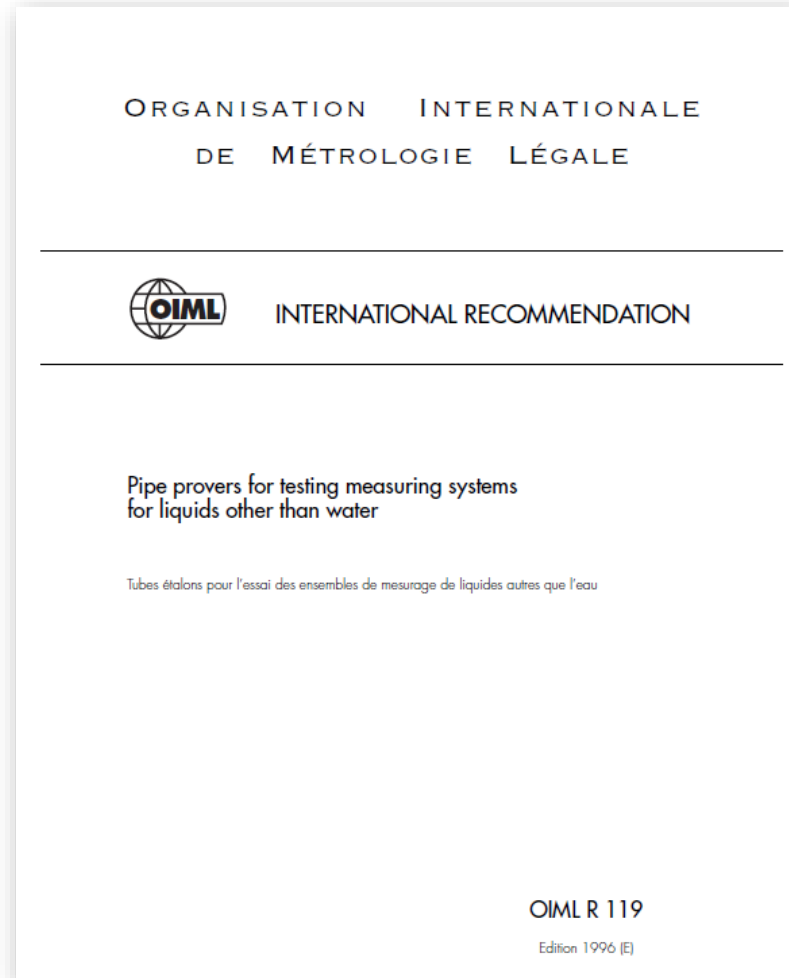 ORGANISATION INTERNATIONALE
DE MÉTROLOGIE LÉGALE
OIML
INTERNATIONAL RECOMMENDATION
Pipe provers for testing measuring systems
for liquids other than water
Tubes étalons pour l'essai des ensembles de mesurage de liquides autres que l'eau
OIML R 119
Edition 1996 (E)